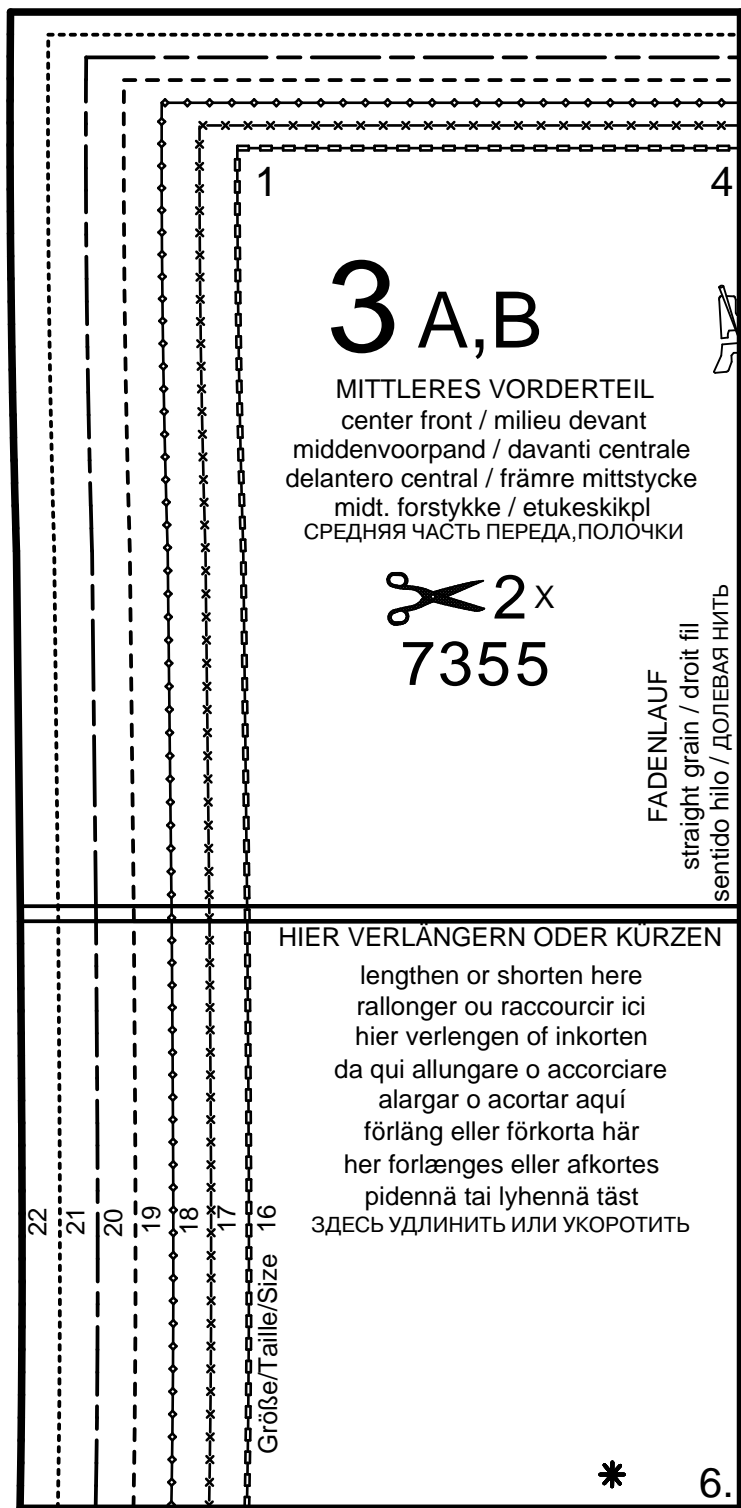 1
4
3 A,B
MITTLERES VORDERTEIL
center front / milieu devant
middenvoorpand / davanti centrale
delantero central / främre mittstycke
midt. forstykke / etukeskikpl
СРЕДНЯЯ ЧАСТЬ ПЕРЕДА,ПОЛОЧКИ
2 x
7355
FADENLAUF
straight grain / droit fil
sentido hilo / ДОЛЕВАЯ НИТЬ
HIER VERLÄNGERN ODER KÜRZEN
lengthen or shorten here
rallonger ou raccourcir ici
hier verlengen of inkorten
da qui allungare o accorciare
alargar o acortar aquí
förläng eller förkorta här
her forlænges eller afkortes
pidennä tai lyhennä täst
ЗДЕСЬ УДЛИНИТЬ ИЛИ УКОРОТИТЬ
22
21
20
19
18
17
16
Größe/Taille/Size
6.